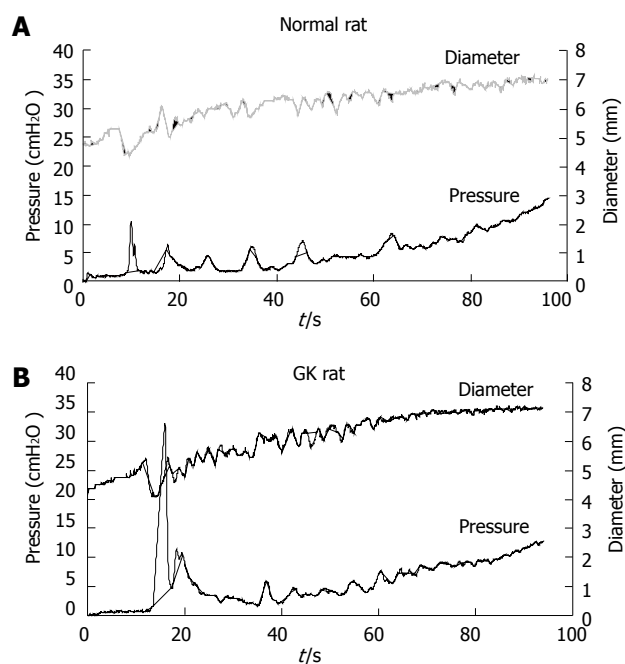 A
Normal rat
40
35
30
25
20
15
10
5
0
Pressure (cmH₂O )
Diameter
Pressure
8
7
6
5
4
3
2
1
0
Diameter (mm)
0 20 40 60 80 100
t/s
B
GK rat
40
35
30
25
20
15
10
5
0
Pressure (cmH₂O )
Diameter
Pressure
8
7
6
5
4
3
2
1
0
Diameter (mm)
0 20 40 60 80 100
t/s